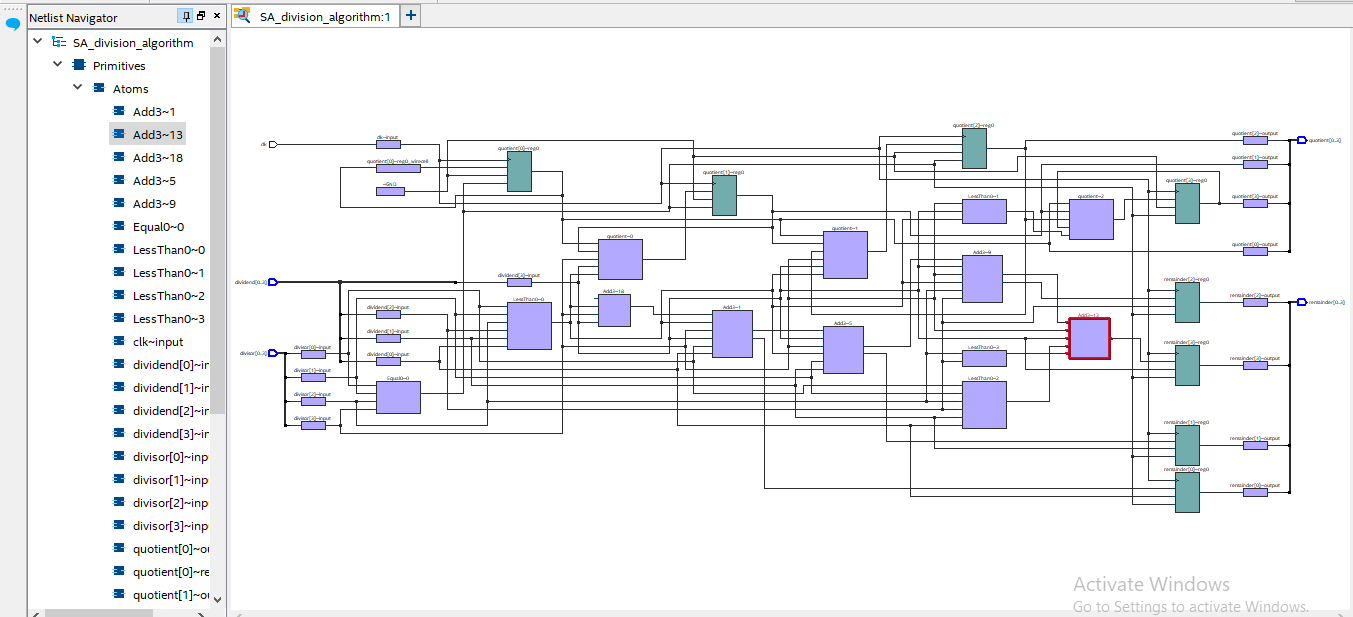 Netlist Navigator
SA_division_algorithm
Primitives
Atoms
Add3~1
Add3~13
Add3~18
Add3~5
Add3~9
Equal0~0
LessThan0~0
LessThan0~1
LessThan0~2
LessThan0~3
clk~input
dividend[0]~ir
dividend[1]~ir
dividend[2]~ir
dividend[3]~ir
divisor[0]~inp
divisor[1]~inp
divisor[2]~inp
divisor[3]~inp
quotient[0]~ou
quotient[0]~re
quotient[1]~ou
SA_division_algorithm:1
clk
clk~input
quotient[0]~reg0_wirecell
~GND
quotient[0]~reg0
quotient[1]~reg0
quotient[2]~reg0
quotient[3]~reg0
quotient[2]~output
quotient[1]~output
quotient[3]~output
quotient[0]~output
quotient[0..3]
LessThan0~1
quotient~2
quotient~0
quotient~1
Add3~9
dividend[0..3]
dividend[3]~input
dividend[2]~input
dividend[1]~input
dividend[0]~input
LessThan0~0
Add3~18
Add3~1
Add3~5
Add3~13
LessThan0~3
LessThan0~2
divisor[0..3]
divisor[0]~input
divisor[1]~input
divisor[2]~input
divisor[3]~input
Equal0~0
remainder[2]~reg0
remainder[3]~reg0
remainder[1]~reg0
remainder[0]~reg0
remainder[2]~output
remainder[3]~output
remainder[1]~output
remainder[0]~output
remainder[0..3]
Activate Windows
Go to Settings to activate Windows.